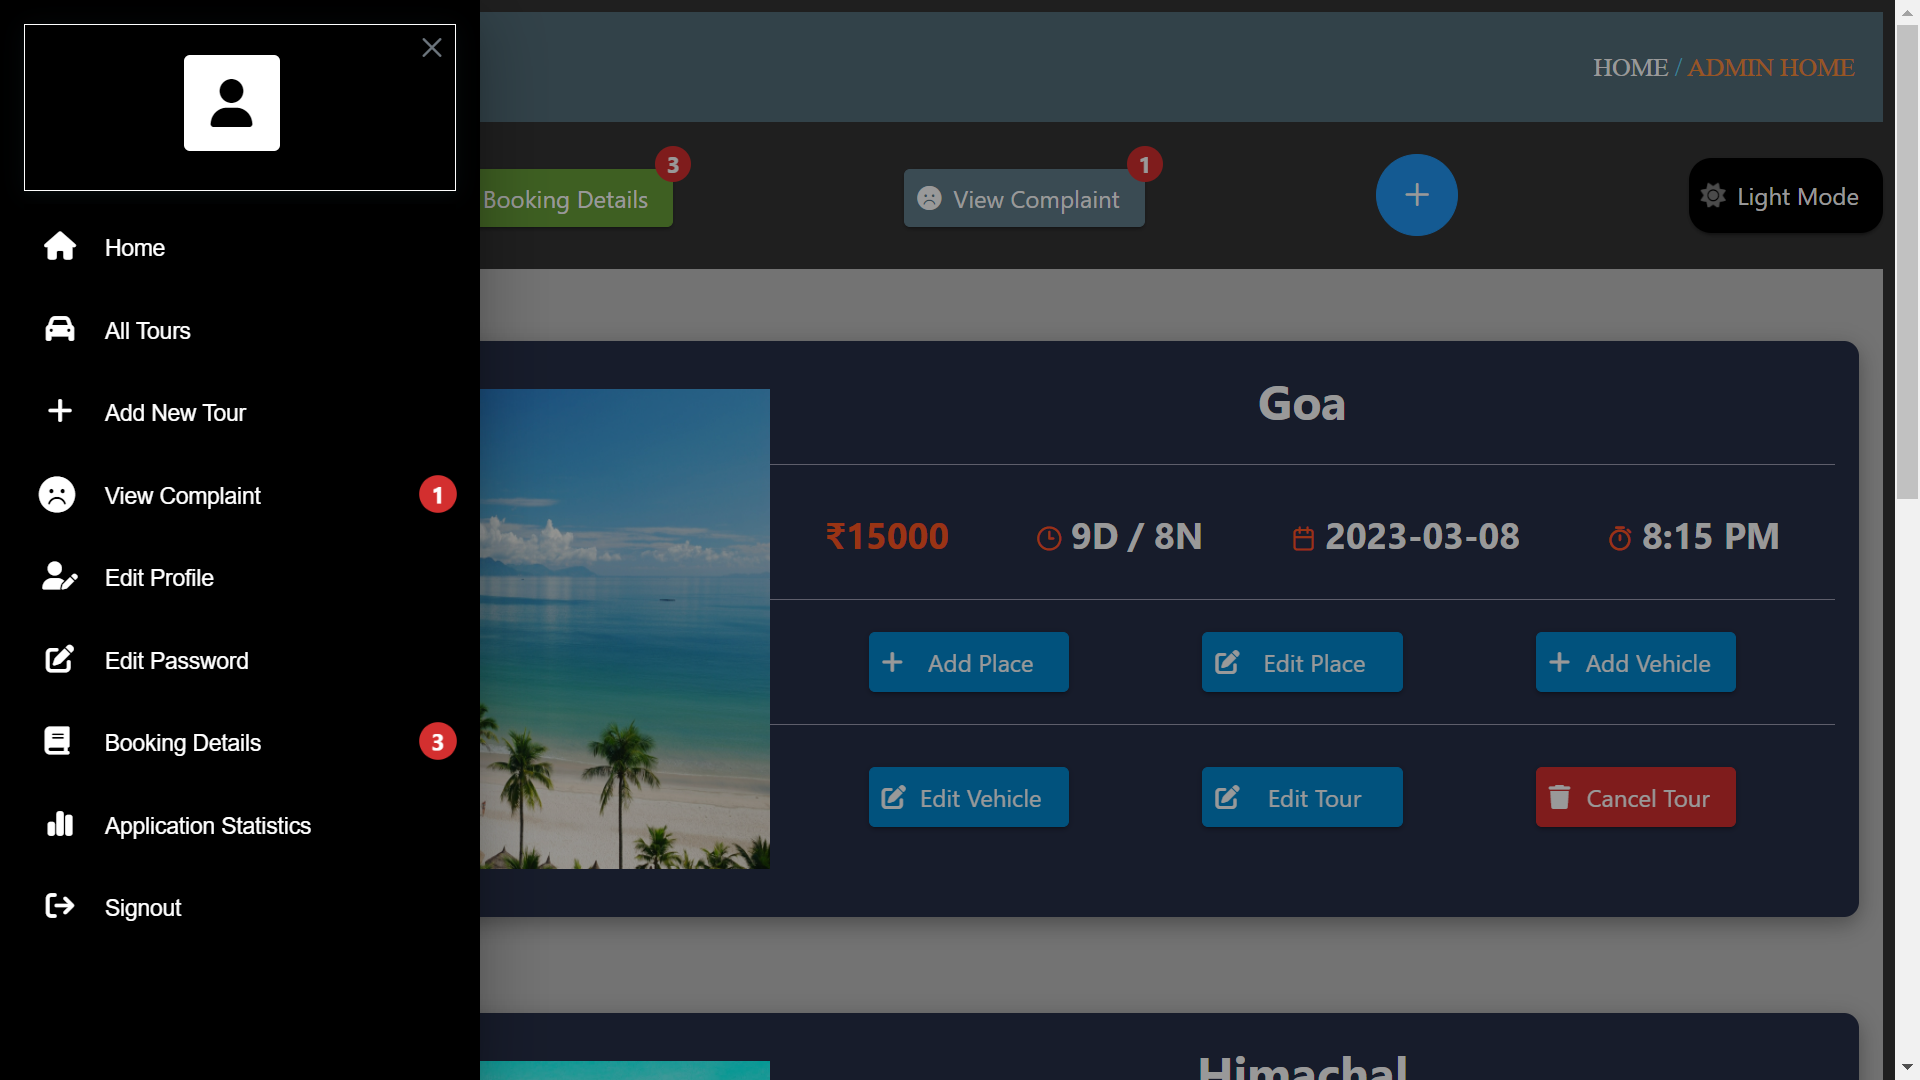 HOME / ADMIN HOME
Booking Details 3
View Complaint 1
Light Mode
Home
All Tours
Add New Tour
View Complaint 1
Edit Profile
Edit Password
Booking Details 3
Application Statistics
Signout
Goa
₹15000 9D / 8N 2023-03-08 8:15 PM
Add Place Edit Place Add Vehicle
Edit Vehicle Edit Tour Cancel Tour
Himachal